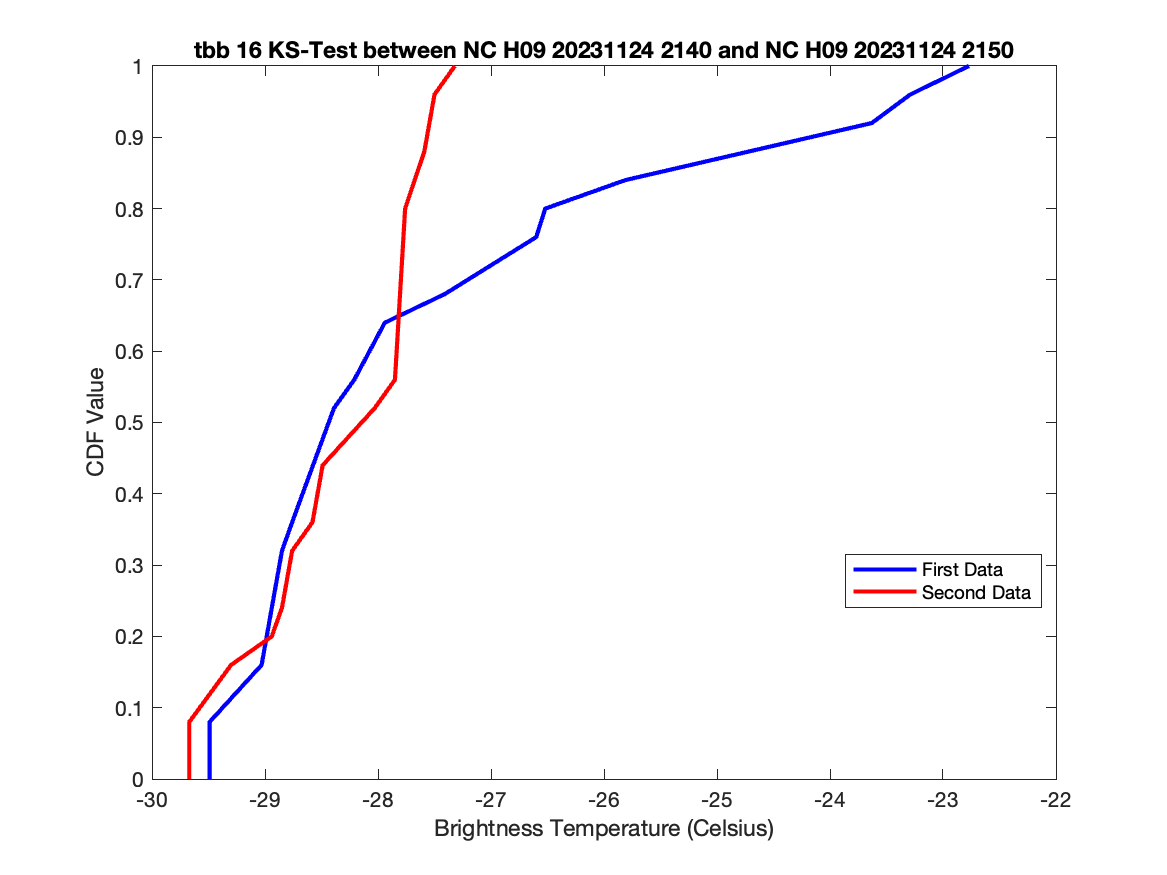 tbb 16 KS-Test between NC H09 20231124 2140 and NC H09 20231124 2150
1
0.9
0.8
0.7
0.6
0.5
0.4
0.3
0.2
0.1
0
CDF Value
First Data
Second Data
-30 -29 -28 -27 -26 -25 -24 -23 -22
Brightness Temperature (Celsius)